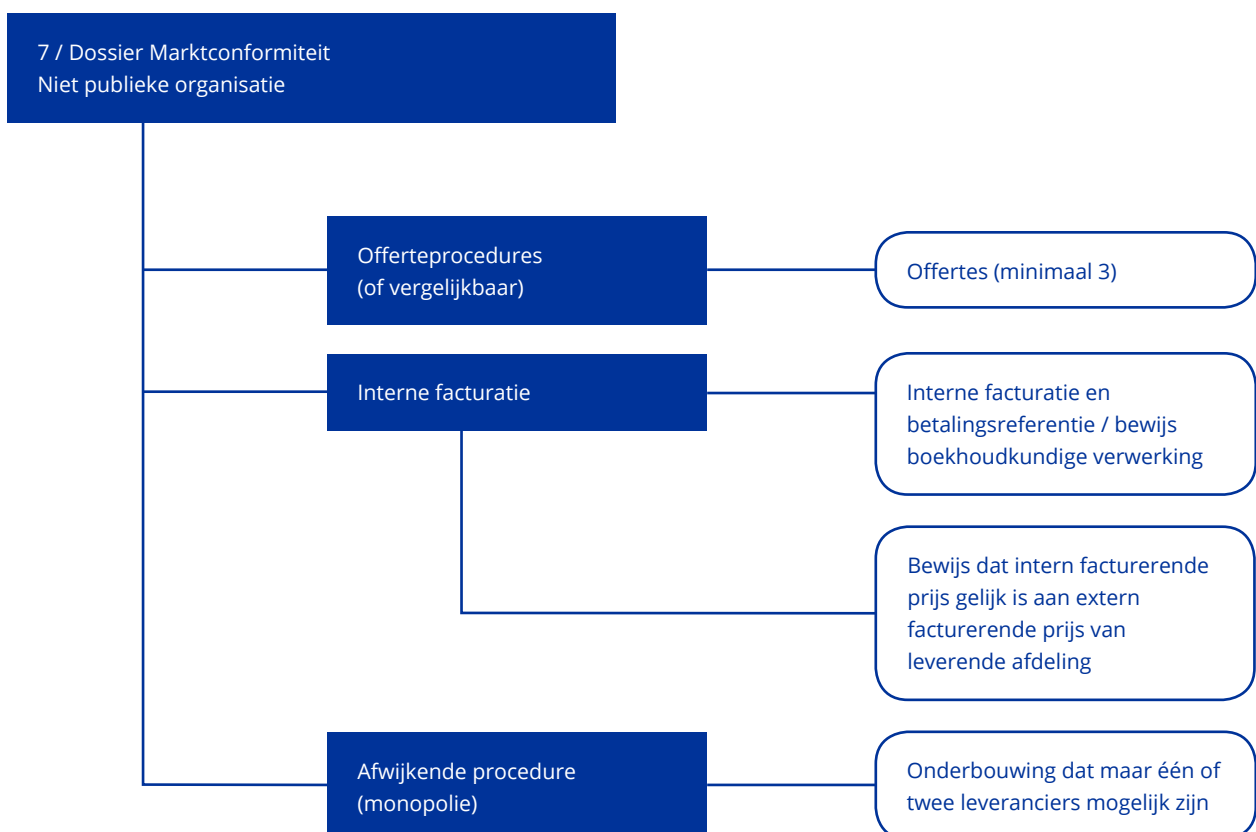 7 / Dossier Marktconformiteit
Niet publieke organisatie
Offerteprocedures
(of vergelijkbaar)
Offertes (minimaal 3)
Interne facturatie
Interne facturatie en
betalingsreferentie / bewijs
boekhoudkundige verwerking
Bewijs dat intern facturerende
prijs gelijk is aan extern
facturerende prijs van
leverende afdeling
Afwijkende procedure
(monopolie)
Onderbouwing dat maar één of
twee leveranciers mogelijk zijn